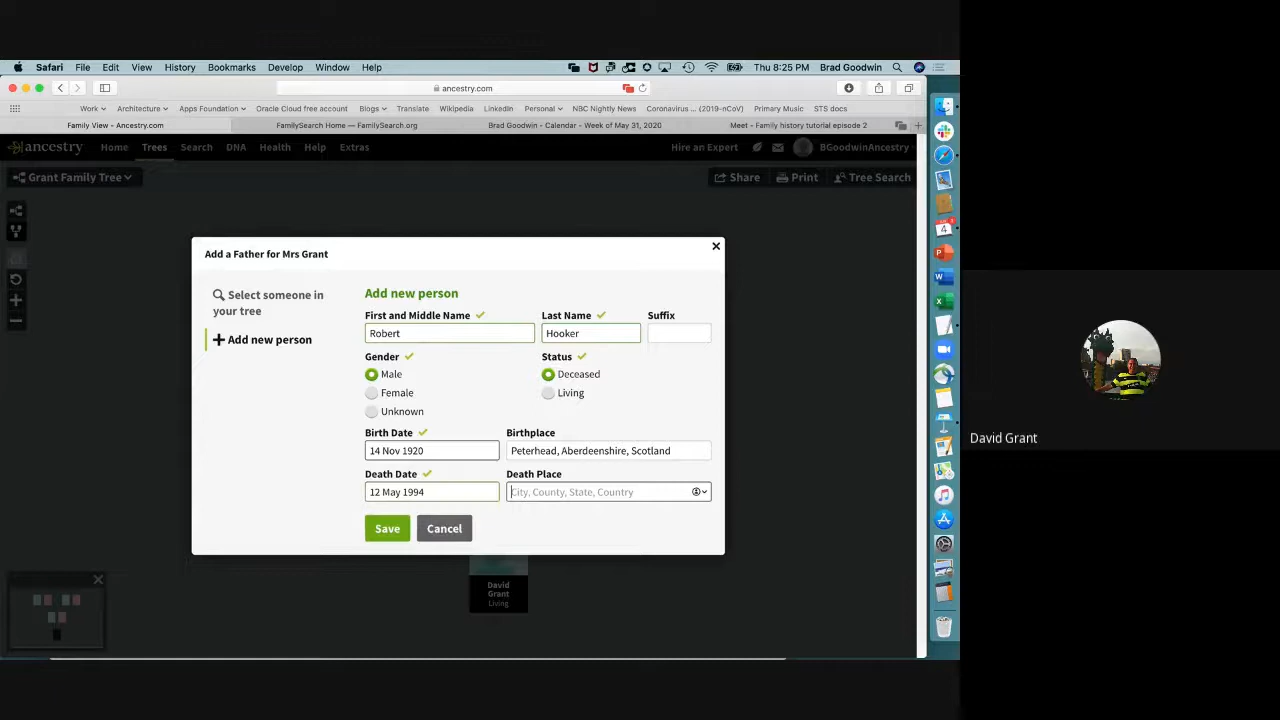 Safari File Edit View History Bookmarks Develop Window Help Thu 8:25 PM Brad Goodwin
ancestry.com
Work Architecture Apps Foundation Oracle Cloud free account Blogs Translate Wikipedia LinkedIn Personal NBC Nightly News Coronavirus ... (2019-nCoV) Primary Music STS docs
Family View - Ancestry.com FamilySearch Home — FamilySearch.org Brad Goodwin - Calendar - Week of May 31, 2020 Meet - Family history tutorial episode 2
ancestry Home Trees Search DNA Health Help Extras Hire an Expert BGoodwinAncestry
Grant Family Tree Share Print Tree Search
Add a Father for Mrs Grant
Select someone in
your tree
Add new person
Add new person
First and Middle Name Last Name Suffix
Robert Hooker
Gender Status
Male Deceased
Female Living
Unknown
Birth Date Birthplace
14 Nov 1920 Peterhead, Aberdeenshire, Scotland
Death Date Death Place
12 May 1994 City, County, State, Country
Save Cancel
David
Grant
Living
David Grant